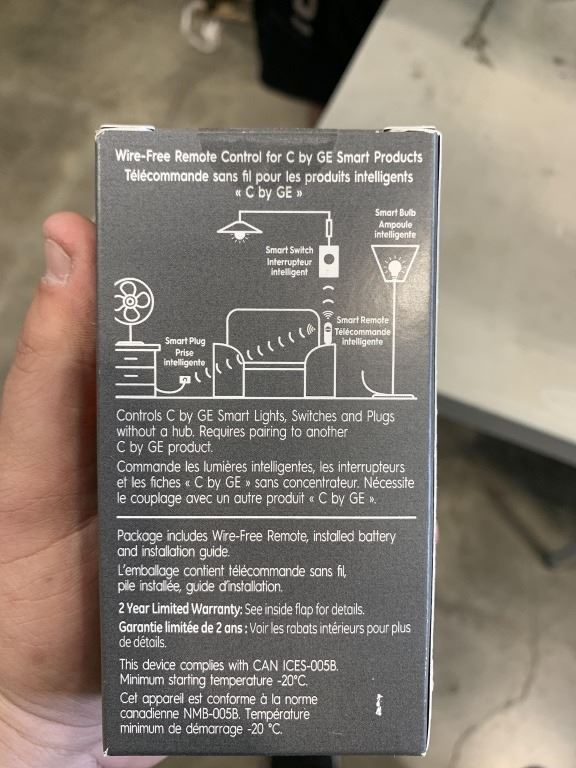 Wire-Free Remote Control for C by GE Smart Products
Télécommande sans fil pour les produits intelligents
« C by GE »
Smart Bulb
Ampoule
intelligente
Smart Switch
Interrupteur
intelligent
Smart Remote
Télécommande
intelligente
Smart Plug
Prise
intelligente
Controls C by GE Smart Lights, Switches and Plugs
without a hub. Requires pairing to another
C by GE product.
Commande les lumières intelligentes, les interrupteurs
et les fiches « C by GE » sans concentrateur. Nécessite
le couplage avec un autre produit « C by GE ».
Package includes Wire-Free Remote, installed battery
and installation guide.
L'emballage contient télécommande sans fil,
pile installée, guide d'installation.
2 Year Limited Warranty: See inside flap for details.
Garantie limitée de 2 ans : Voir les rabats intérieurs pour plus
de détails.
This device complies with CAN ICES-005B.
Minimum starting temperature -20°C.
Cet appareil est conforme à la norme
canadienne NMB-005B. Température
minimum de démarrage -20 °C.